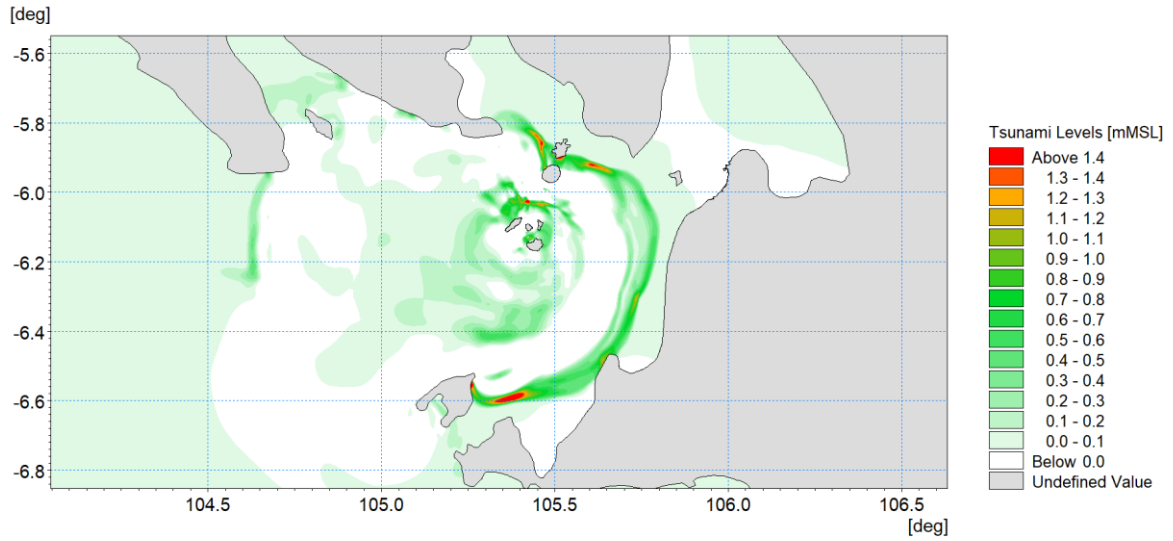 [deg]
-5.6
-5.8
-6.0
-6.2
-6.4
-6.6
-6.8
104.5
105.0
105.5
106.0
106.5
[deg]
Tsunami Levels [mMSL]
Above 1.4
1.3 - 1.4
1.2 - 1.3
1.1 - 1.2
1.0 - 1.1
0.9 - 1.0
0.8 - 0.9
0.7 - 0.8
0.6 - 0.7
0.5 - 0.6
0.4 - 0.5
0.3 - 0.4
0.2 - 0.3
0.1 - 0.2
0.0 - 0.1
Below 0.0
Undefined Value